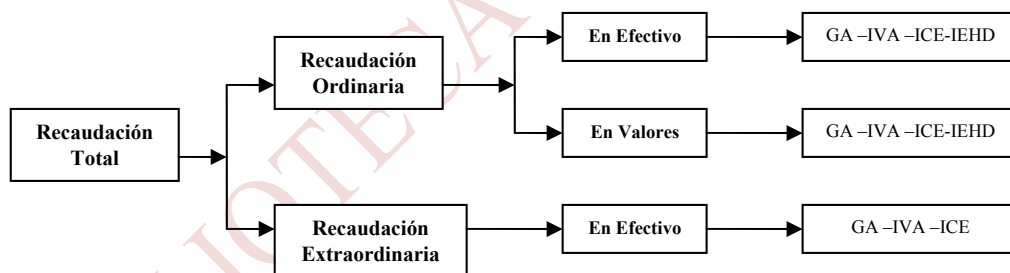 En Efectivo
GA –IVA –ICE-IEHD
Recaudación
Ordinaria
Recaudación
Total
En Valores
GA –IVA –ICE-IEHD
Recaudación
Extraordinaria
En Efectivo
GA –IVA –ICE
LIOTECA